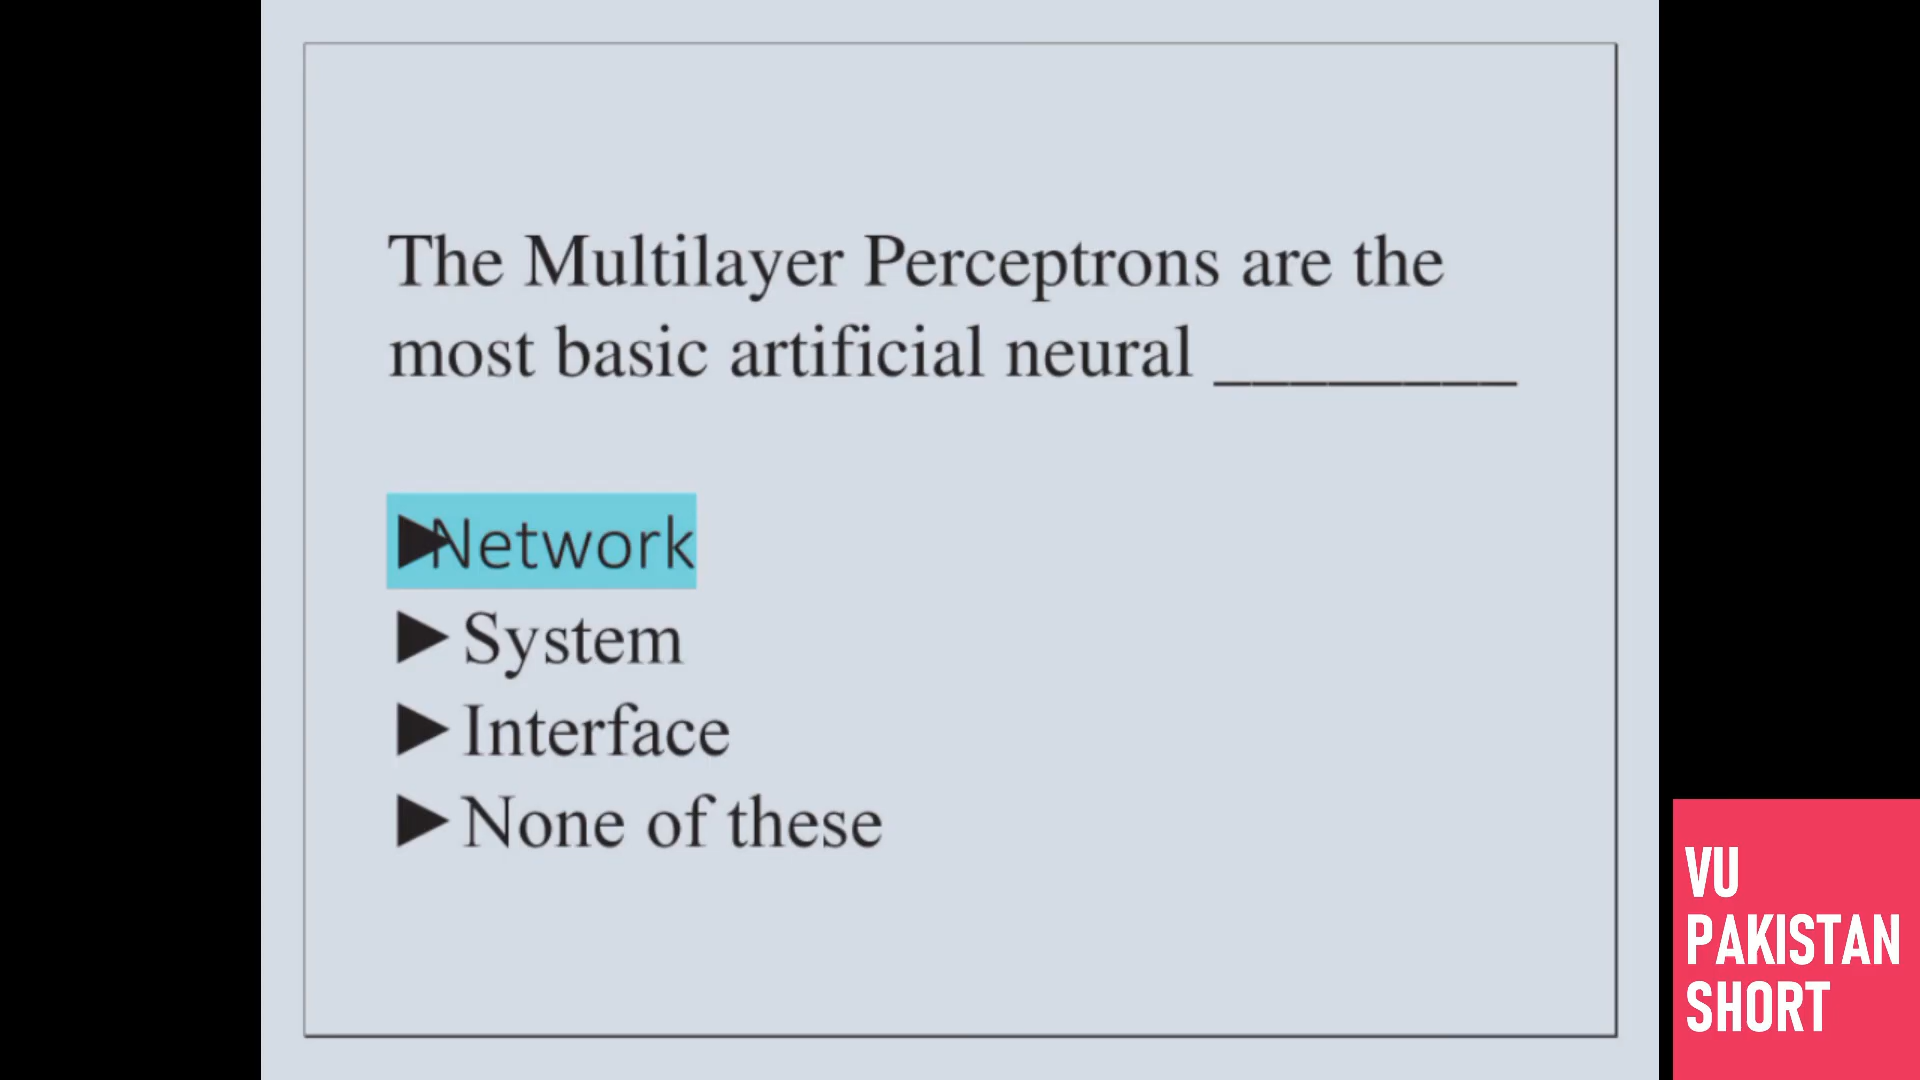 The Multilayer Perceptrons are the
most basic artificial neural ________
►Network
►System
►Interface
►None of these
VU
PAKISTAN
SHORT